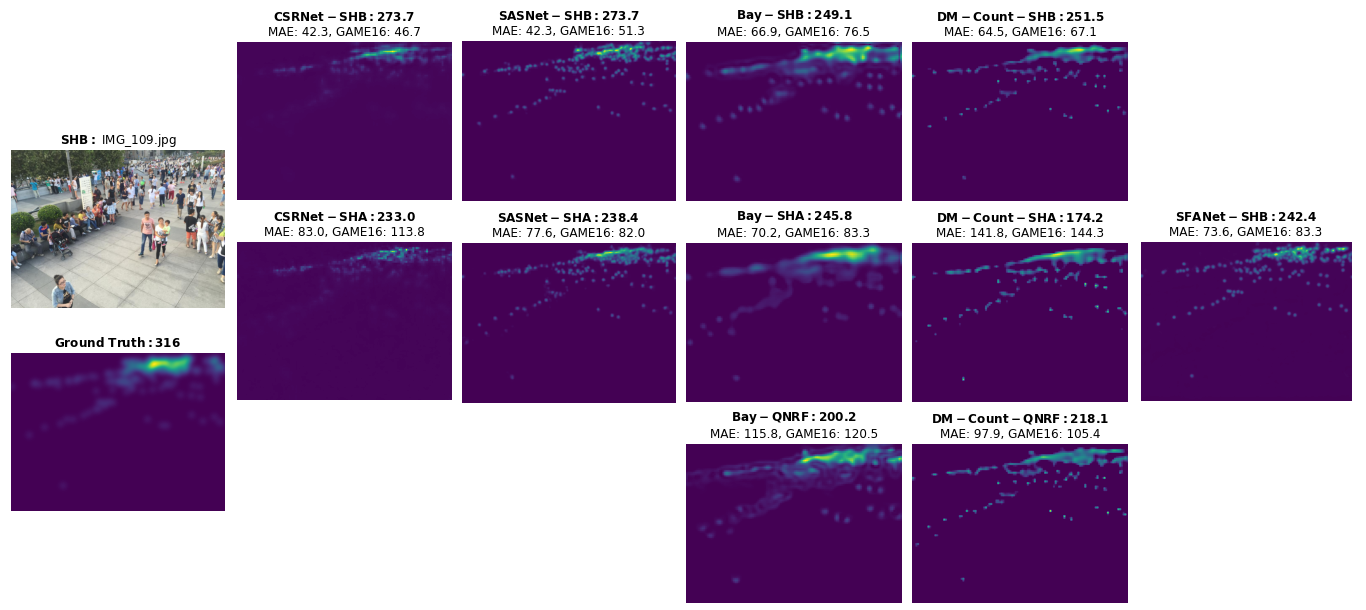 CSRNet − SHB : 273.7
MAE: 42.3, GAME16: 46.7
SASNet − SHB : 273.7
MAE: 42.3, GAME16: 51.3
Bay − SHB : 249.1
MAE: 66.9, GAME16: 76.5
DM − Count − SHB : 251.5
MAE: 64.5, GAME16: 67.1
SHB : IMG_109.jpg
CSRNet − SHA : 233.0
MAE: 83.0, GAME16: 113.8
SASNet − SHA : 238.4
MAE: 77.6, GAME16: 82.0
Bay − SHA : 245.8
MAE: 70.2, GAME16: 83.3
DM − Count − SHA : 174.2
MAE: 141.8, GAME16: 144.3
SFANet − SHB : 242.4
MAE: 73.6, GAME16: 83.3
Ground Truth : 316
Bay − QNRF : 200.2
MAE: 115.8, GAME16: 120.5
DM − Count − QNRF : 218.1
MAE: 97.9, GAME16: 105.4